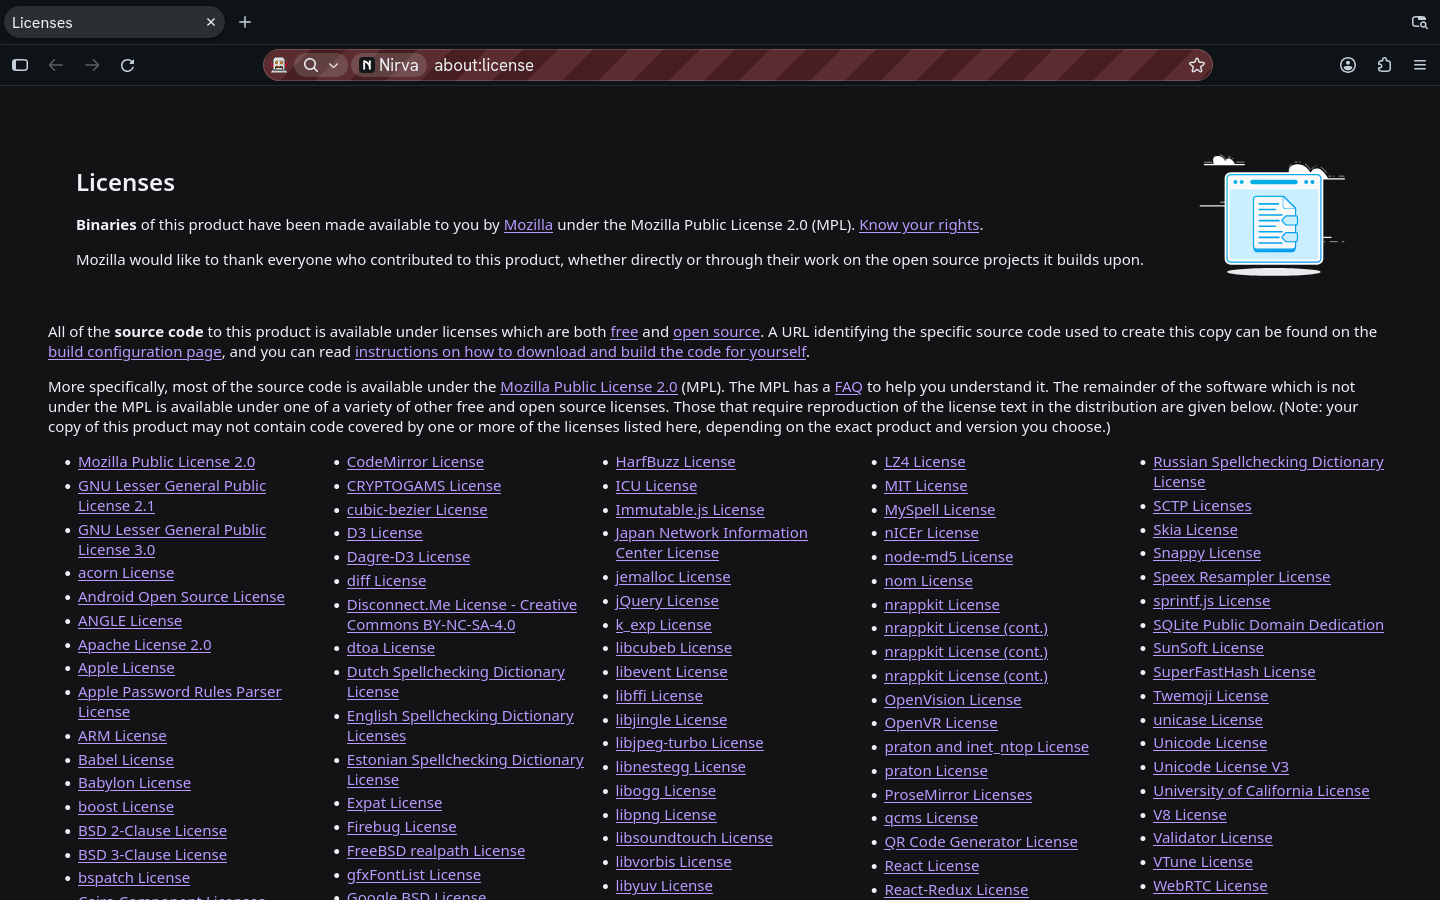 Licenses
Nirva
about:license
Licenses
Binaries of this product have been made available to you by Mozilla under the Mozilla Public License 2.0 (MPL). Know your rights.
Mozilla would like to thank everyone who contributed to this product, whether directly or through their work on the open source projects it builds upon.
All of the source code to this product is available under licenses which are both free and open source. A URL identifying the specific source code used to create this copy can be found on the
build configuration page, and you can read instructions on how to download and build the code for yourself.
More specifically, most of the source code is available under the Mozilla Public License 2.0 (MPL). The MPL has a FAQ to help you understand it. The remainder of the software which is not
under the MPL is available under one of a variety of other free and open source licenses. Those that require reproduction of the license text in the distribution are given below. (Note: your
copy of this product may not contain code covered by one or more of the licenses listed here, depending on the exact product and version you choose.)
Mozilla Public License 2.0
GNU Lesser General Public
License 2.1
GNU Lesser General Public
License 3.0
acorn License
Android Open Source License
ANGLE License
Apache License 2.0
Apple License
Apple Password Rules Parser
License
ARM License
Babel License
Babylon License
boost License
BSD 2-Clause License
BSD 3-Clause License
bspatch License
Cairo Component Licenses
CodeMirror License
CRYPTOGAMS License
cubic-bezier License
D3 License
Dagre-D3 License
diff License
Disconnect.Me License - Creative
Commons BY-NC-SA-4.0
dtoa License
Dutch Spellchecking Dictionary
License
English Spellchecking Dictionary
Licenses
Estonian Spellchecking Dictionary
License
Expat License
Firebug License
FreeBSD realpath License
gfxFontList License
Google BSD License
HarfBuzz License
ICU License
Immutable.js License
Japan Network Information
Center License
jemalloc License
jQuery License
k_exp License
libcubeb License
libevent License
libffi License
libjingle License
libjpeg-turbo License
libnestegg License
libogg License
libpng License
libsoundtouch License
libvorbis License
libyuv License
LZ4 License
MIT License
MySpell License
nICEr License
node-md5 License
nom License
nrappkit License
nrappkit License (cont.)
nrappkit License (cont.)
nrappkit License (cont.)
OpenVision License
OpenVR License
praton and inet_ntop License
praton License
ProseMirror Licenses
qcms License
QR Code Generator License
React License
React-Redux License
Russian Spellchecking Dictionary
License
SCTP Licenses
Skia License
Snappy License
Speex Resampler License
sprintf.js License
SQLite Public Domain Dedication
SunSoft License
SuperFastHash License
Twemoji License
unicase License
Unicode License
Unicode License V3
University of California License
V8 License
Validator License
VTune License
WebRTC License